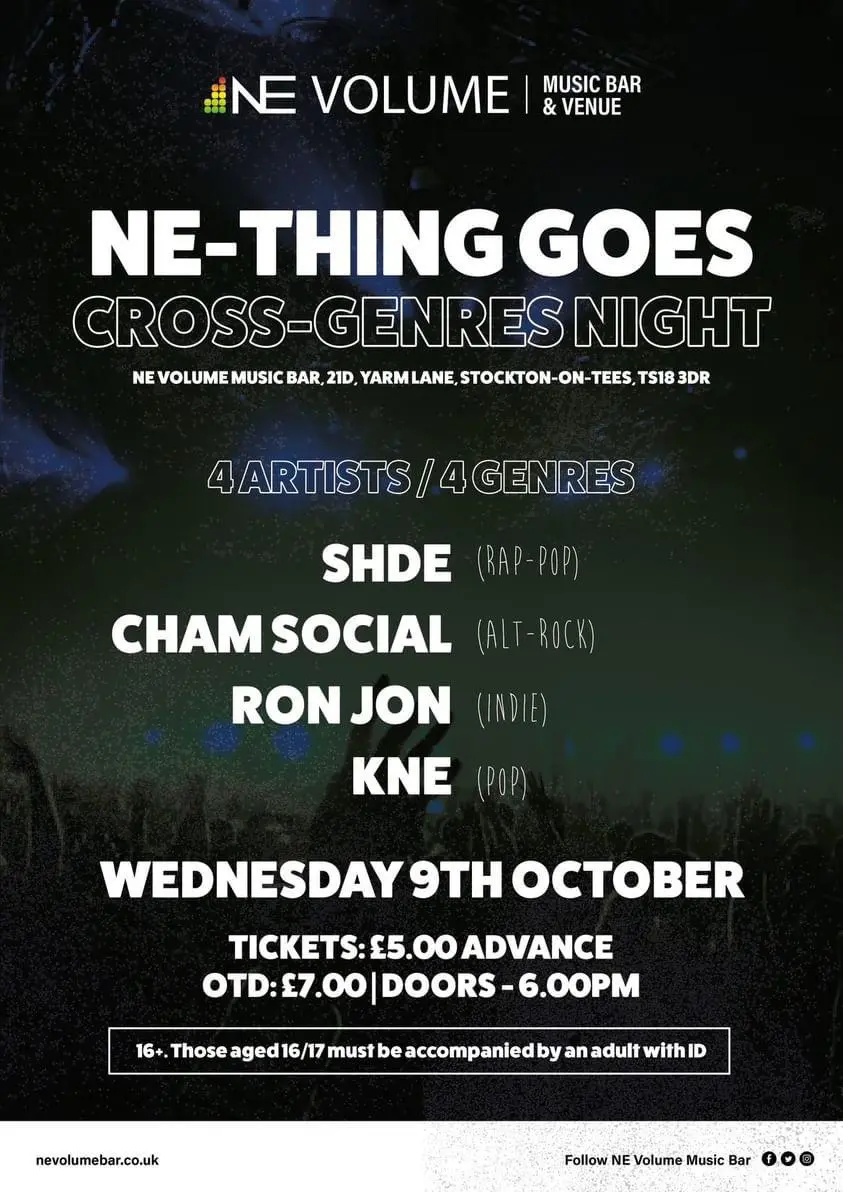 NE VOLUME | MUSIC BAR
& VENUE
NE-THING GOES
CROSS-GENRES NIGHT
NE VOLUME MUSIC BAR, 21D, YARM LANE, STOCKTON-ON-TEES, TS18 3DR
4 ARTISTS / 4 GENRES
SHDE (RAP-POP)
CHAM SOCIAL (ALT-ROCK)
RON JON (INDIE)
KNE (POP)
WEDNESDAY 9TH OCTOBER
TICKETS: £5.00 ADVANCE
OTD: £7.00 | DOORS - 6.00PM
16+. Those aged 16/17 must be accompanied by an adult with ID
nevolumebar.co.uk
Follow NE Volume Music Bar